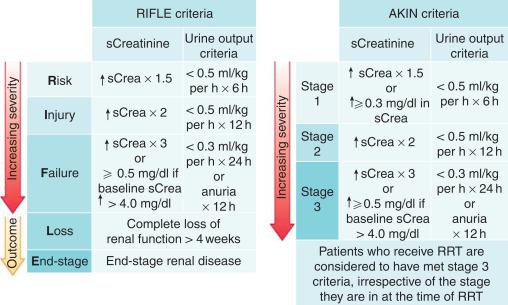 RIFLE criteria
sCreatinine
Urine output
criteria
Increasing severity
Risk
↑sCrea × 1.5
< 0.5 ml/kg
per h × 6 h
Injury
↑sCrea × 2
< 0.5 ml/kg
per h × 12 h
Failure
↑sCrea × 3
or
⩾ 0.5 mg/dl if
baseline sCrea
↑ > 4.0 mg/dl
< 0.3 ml/kg
per h × 24 h
or
anuria
× 12 h
Outcome
Loss
Complete loss of
renal function > 4 weeks
End-stage
End-stage renal disease
AKIN criteria
sCreatinine
Urine output
criteria
Increasing severity
Stage
1
↑ sCrea × 1.5
or
↑⩾0.3 mg/dl in
sCrea
< 0.5 ml/kg
per h × 6 h
Stage
2
↑sCrea × 2
< 0.5 ml/kg
per h × 12 h
Stage
3
↑sCrea × 3
or
↑⩾0.5 mg/dl if
baseline sCrea
> 4.0 mg/dl
< 0.3 ml/kg
per h × 24 h
or
anuria
× 12 h
Patients who receive RRT are
considered to have met stage 3
criteria, irrespective of the stage
they are in at the time of RRT